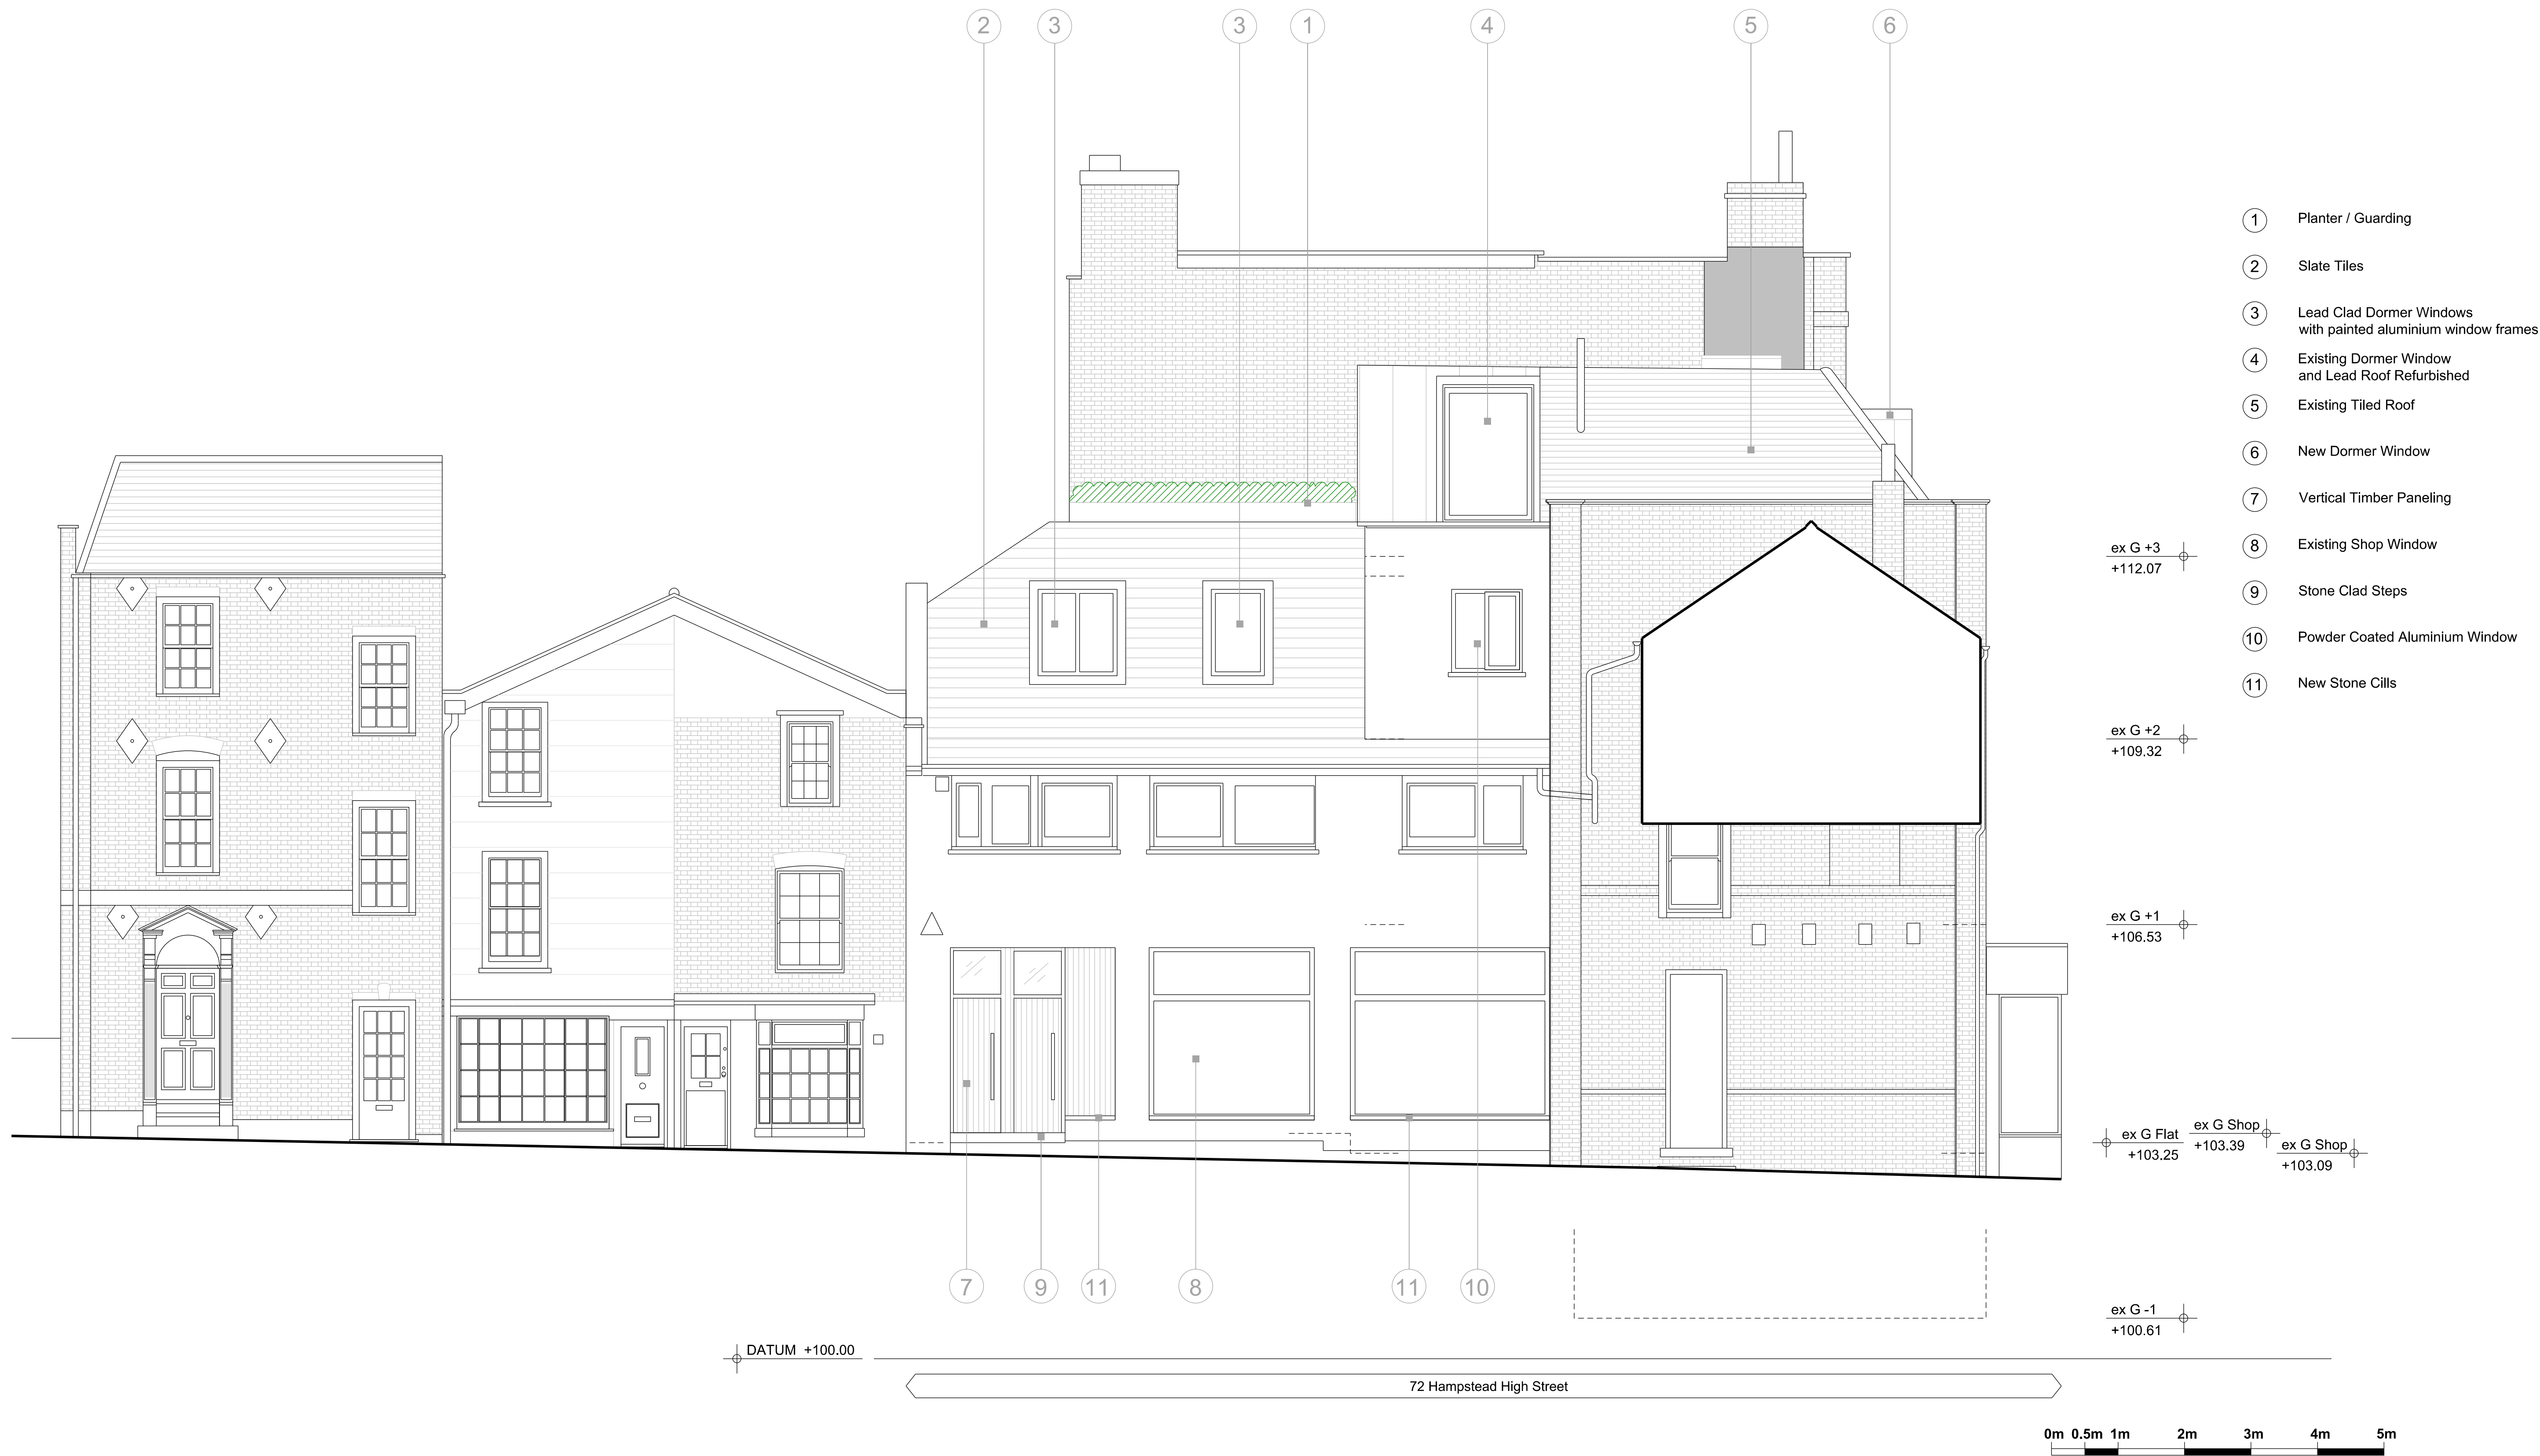 2
3
3
1
4
5
6
1 Planter / Guarding
2 Slate Tiles
3 Lead Clad Dormer Windows
with painted aluminium window frames
4 Existing Dormer Window
and Lead Roof Refurbished
5 Existing Tiled Roof
6 New Dormer Window
7 Vertical Timber Paneling
8 Existing Shop Window
9 Stone Clad Steps
10 Powder Coated Aluminium Window
11 New Stone Cills
ex G +3
+112.07
ex G +2
+109.32
ex G +1
+106.53
ex G Flat
+103.25
ex G Shop
+103.39
ex G Shop
+103.09
7
9
11
8
11
10
ex G -1
+100.61
DATUM +100.00
72 Hampstead High Street
0m 0.5m 1m 2m 3m 4m 5m